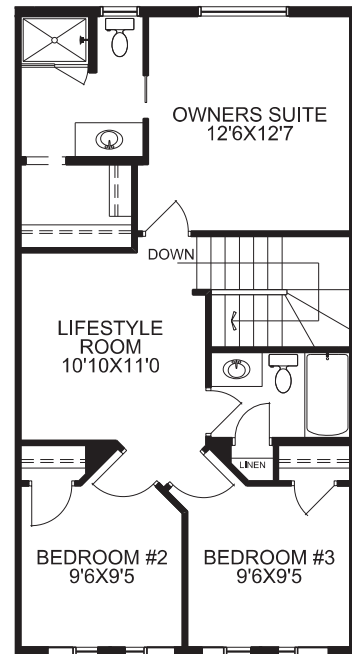 OWNERS SUITE
12'6X12'7
DOWN
LIFESTYLE
ROOM
10'10X11'0
LINEN
BEDROOM #2
9'6X9'5
BEDROOM #3
9'6X9'5